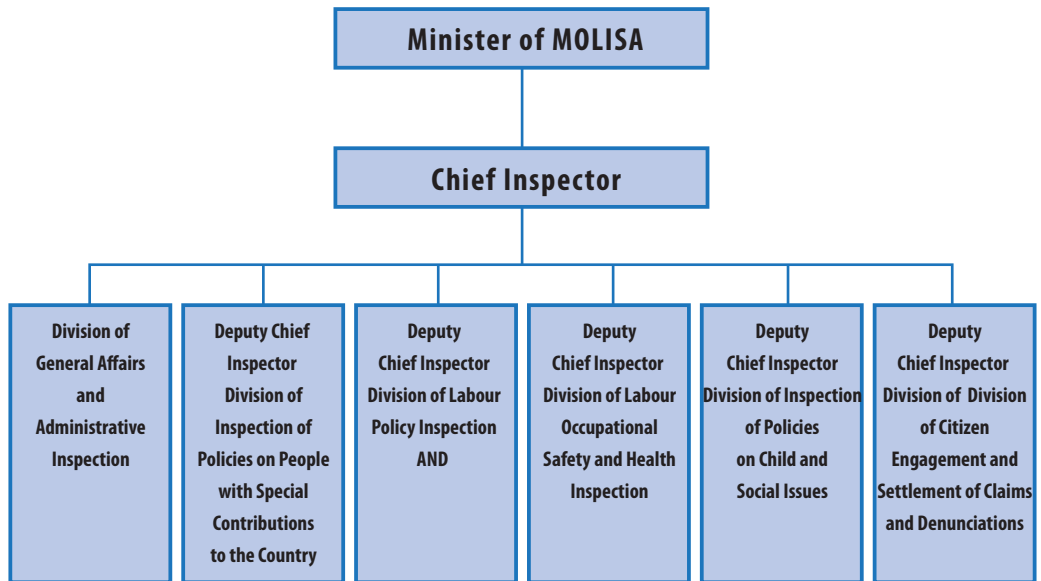 Minister of MOLISA
Chief Inspector
Division of
General Affairs
and
Administrative
Inspection
Deputy Chief
Inspector
Division of
Inspection of
Policies on People
with Special
Contributions
to the Country
Deputy
Chief Inspector
Division of Labour
Policy Inspection
AND
Deputy
Chief Inspector
Division of Labour
Occupational
Safety and Health
Inspection
Deputy
Chief Inspector
Division of Inspection
of Policies
on Child and
Social Issues
Deputy
Chief Inspector
Division of Division
of Citizen
Engagement and
Settlement of Claims
and Denunciations